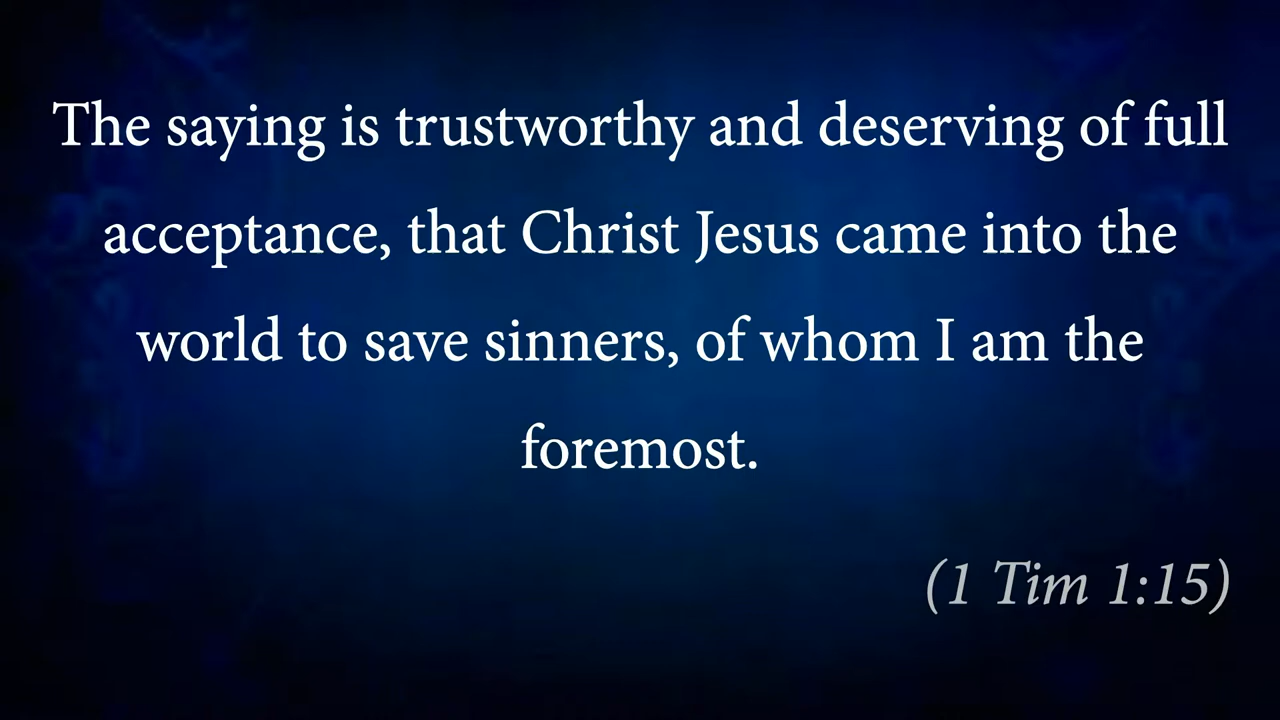 The saying is trustworthy and deserving of full
acceptance, that Christ Jesus came into the
world to save sinners, of whom I am the
foremost.
(1 Tim 1:15)